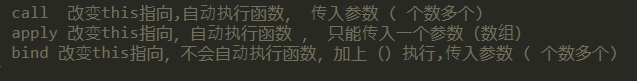 call 改变this指向,自动执行函数, 传入参数 ( 个数多个)
apply 改变this指向, 自动执行函数 , 只能传入一个参数 (数组)
bind 改变this指向, 不会自动执行函数, 加上 () 执行,传入参数 ( 个数多个)